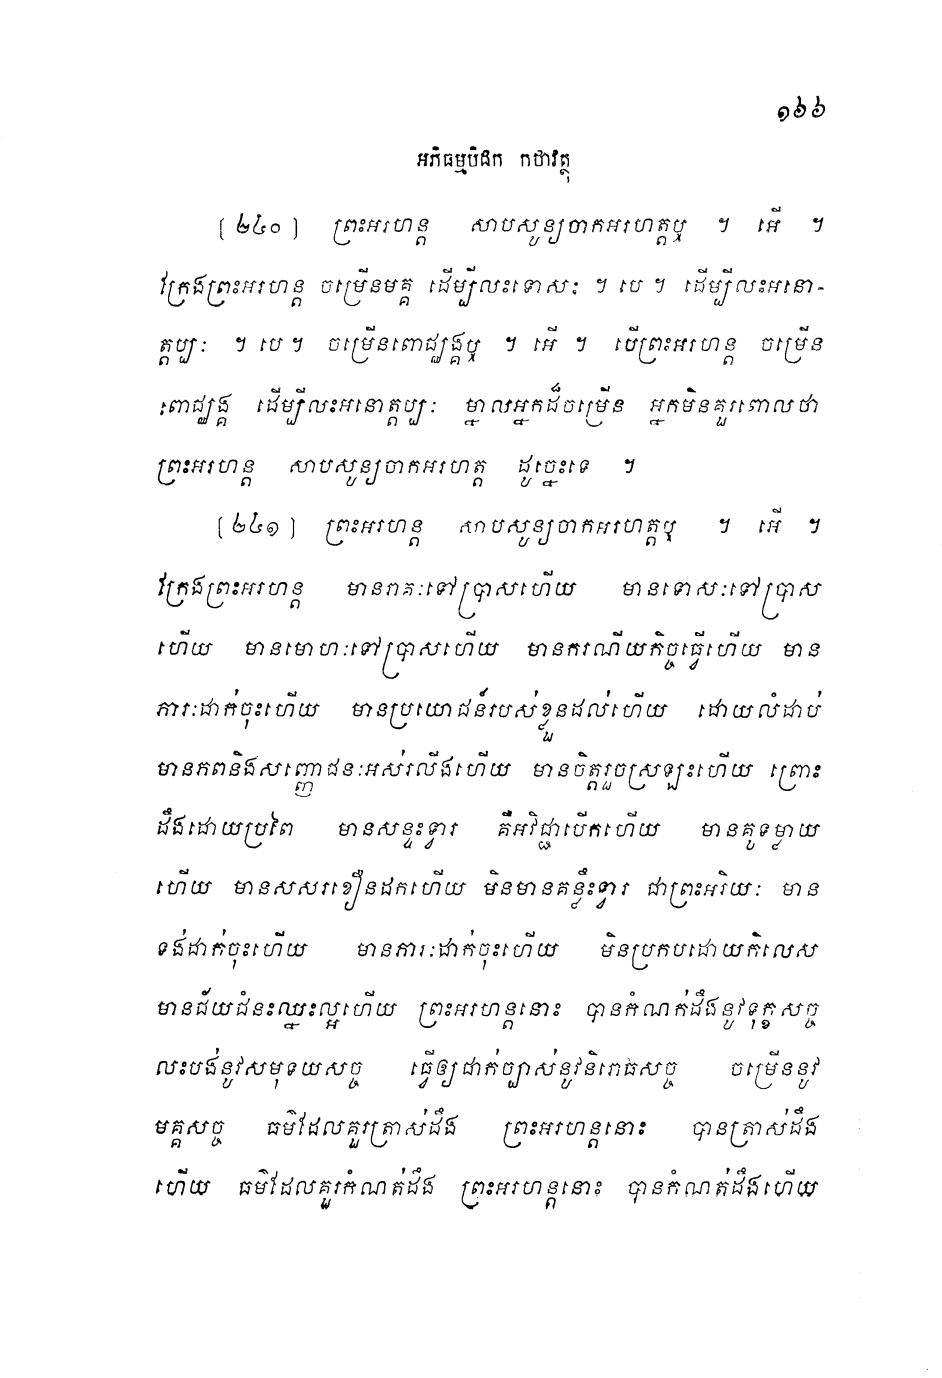 ១៦៦
អភិធម្មបិដក កថាវត្ថុ
[២៤០] ព្រះអរហន្ត សាបសូន្យចាកអរហត្តឬ ។ អើ ។
ក្រែងព្រះអរហន្ត ចម្រើនមគ្គ ដើម្បីលះទោសៈ ។ បេ ។ ដើម្បីលះអនោ-
ត្តប្បៈ ។ បេ ។ ចម្រើនពោជ្ឈង្គឬ ។ អើ ។ បើព្រះអរហន្ត ចម្រើន
ពោជ្ឈង្គ ដើម្បីលះអនោត្តប្បៈ ម្នាលអ្នកដ៏ចម្រើន អ្នកមិនគួរពោលថា
ព្រះអរហន្ត សាបសូន្យចាកអរហត្ត ដូច្នេះទេ ។
[២៤១] ព្រះអរហន្ត សាបសូន្យចាកអរហត្តឬ ។ អើ ។
ក្រែងព្រះអរហន្ត មានរាគៈទៅប្រាសហើយ មានទោសៈទៅប្រាស
ហើយ មានមោហៈទៅប្រាសហើយ មានករណីយកិច្ចធ្វើហើយ មាន
ភារៈដាក់ចុះហើយ មានប្រយោជន៍របស់ខ្លួនដល់ហើយ ដោយលំដាប់
មានភពនិងសញ្ញោជនៈអស់រលីងហើយ មានចិត្តរួចស្រឡះហើយ ព្រោះ
ដឹងដោយប្រពៃ មានសន្ទះទ្វារ គឺអវិជ្ជាបើកហើយ មានគូទម្លាយ
ហើយ មានសសរខឿនដកហើយ មិនមានគន្លឹះទ្វារ ជាព្រះអរិយៈ មាន
ទង់ដាក់ចុះហើយ មានភារៈដាក់ចុះហើយ មិនប្រកបដោយកិលេស
មានជ័យជំនះឈ្នះល្អហើយ ព្រះអរហន្តនោះ បានកំណត់ដឹងនូវទុក្ខសច្ច
លះបង់នូវសមុទយសច្ច ធ្វើឲ្យជាក់ច្បាស់នូវនិរោធសច្ច ចម្រើននូវ
មគ្គសច្ច ធម៌ដែលគួរត្រាស់ដឹង ព្រះអរហន្តនោះ បានត្រាស់ដឹង
ហើយ ធម៌ដែលគួរកំណត់ដឹង ព្រះអរហន្តនោះ បានកំណត់ដឹងហើយ